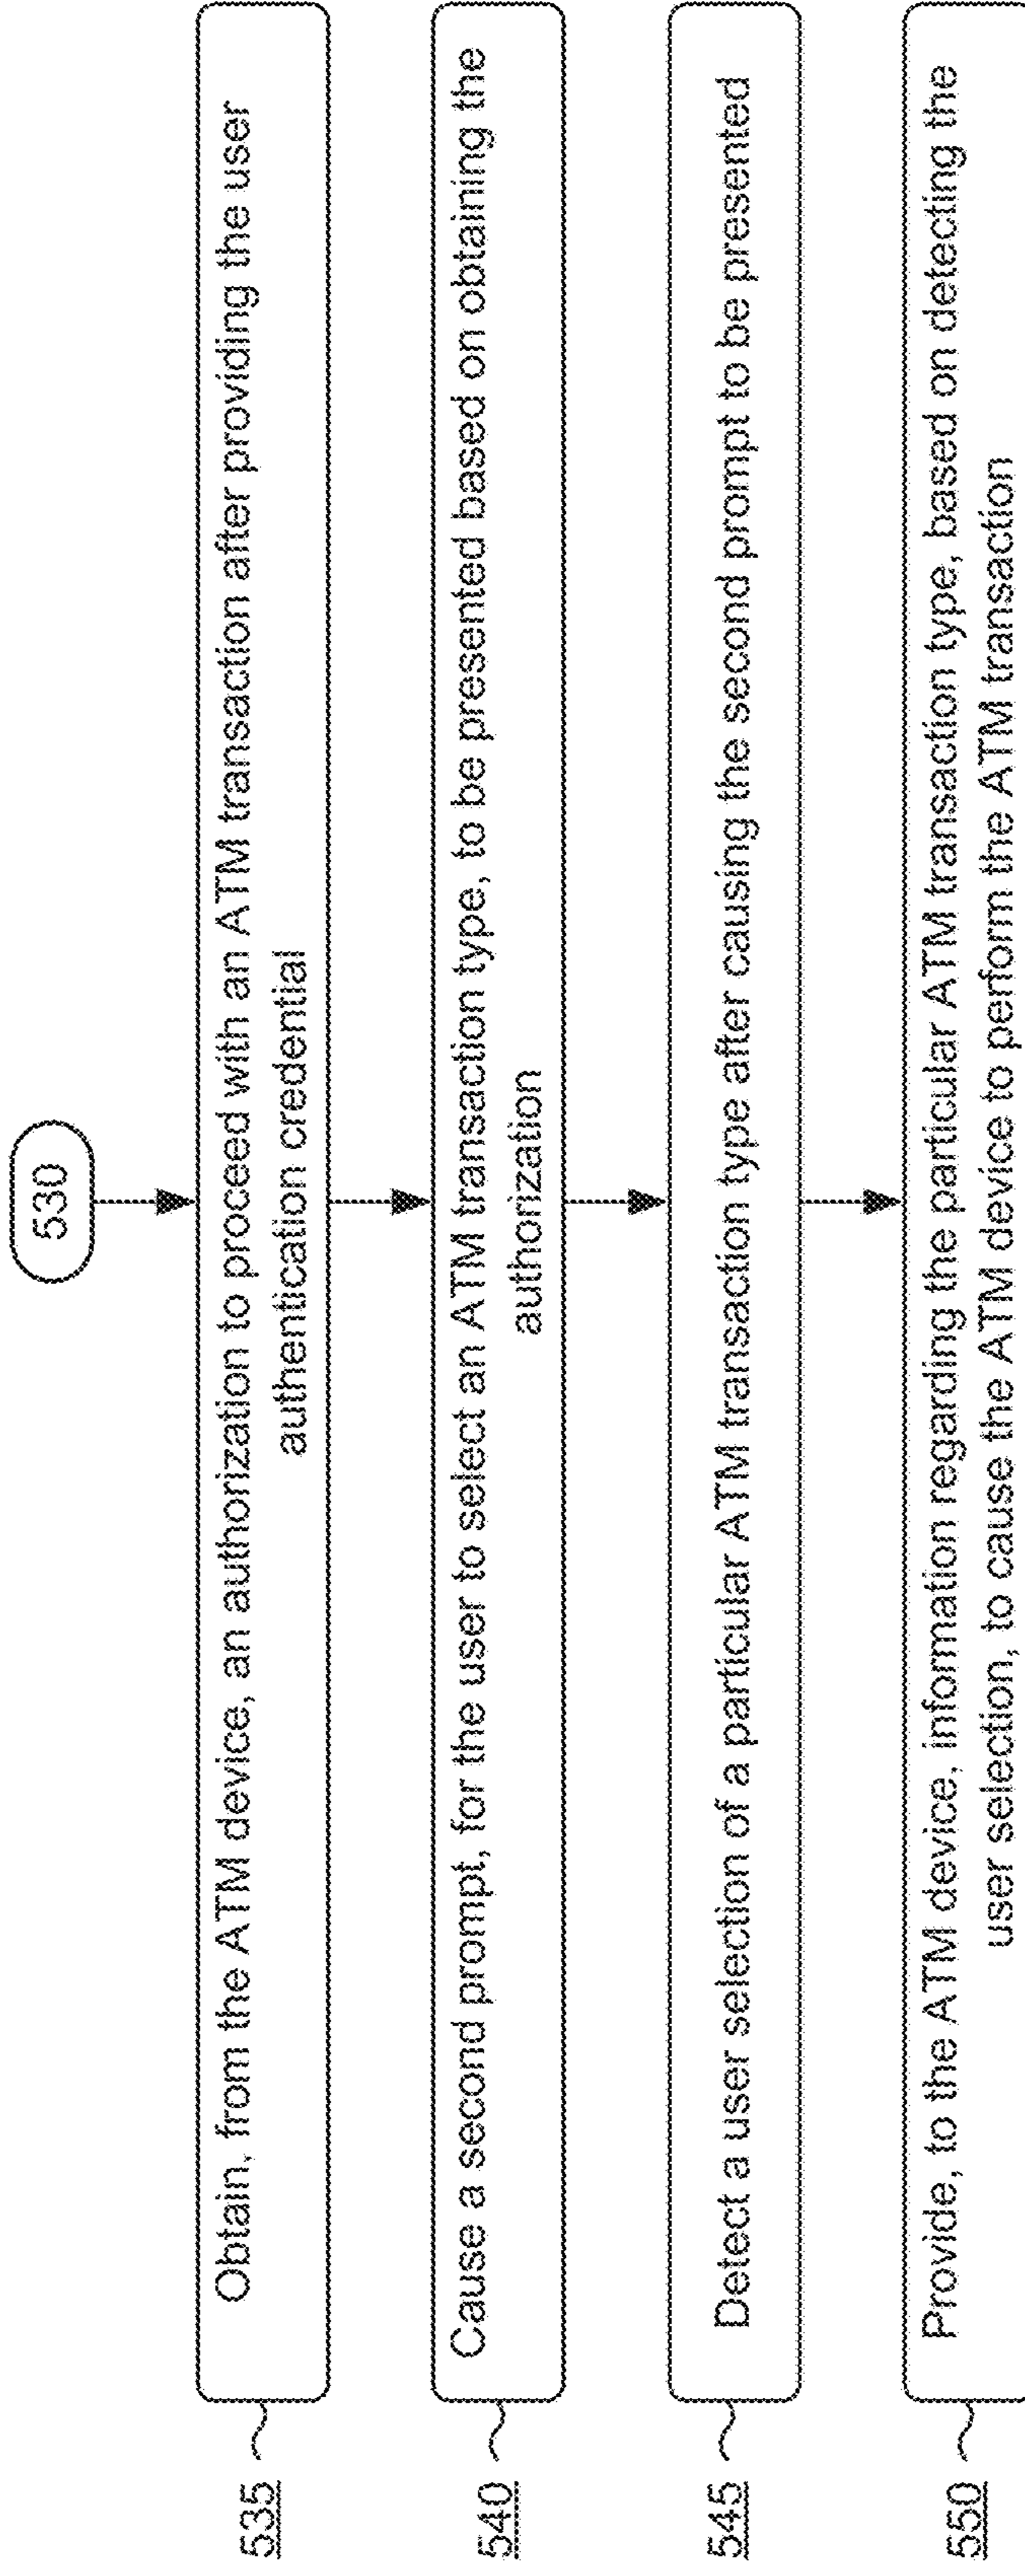 530
535
Obtain, from the ATM device, an authorization to proceed with an ATM transaction after providing the user
authentication credential
540
Cause a second prompt, for the user to select an ATM transaction type, to be presented based on obtaining the
authorization
545
Detect a user selection of a particular ATM transaction type after causing the second prompt to be presented
550
Provide, to the ATM device, information regarding the particular ATM transaction type, based on detecting the
user selection, to cause the ATM device to perform the ATM transaction